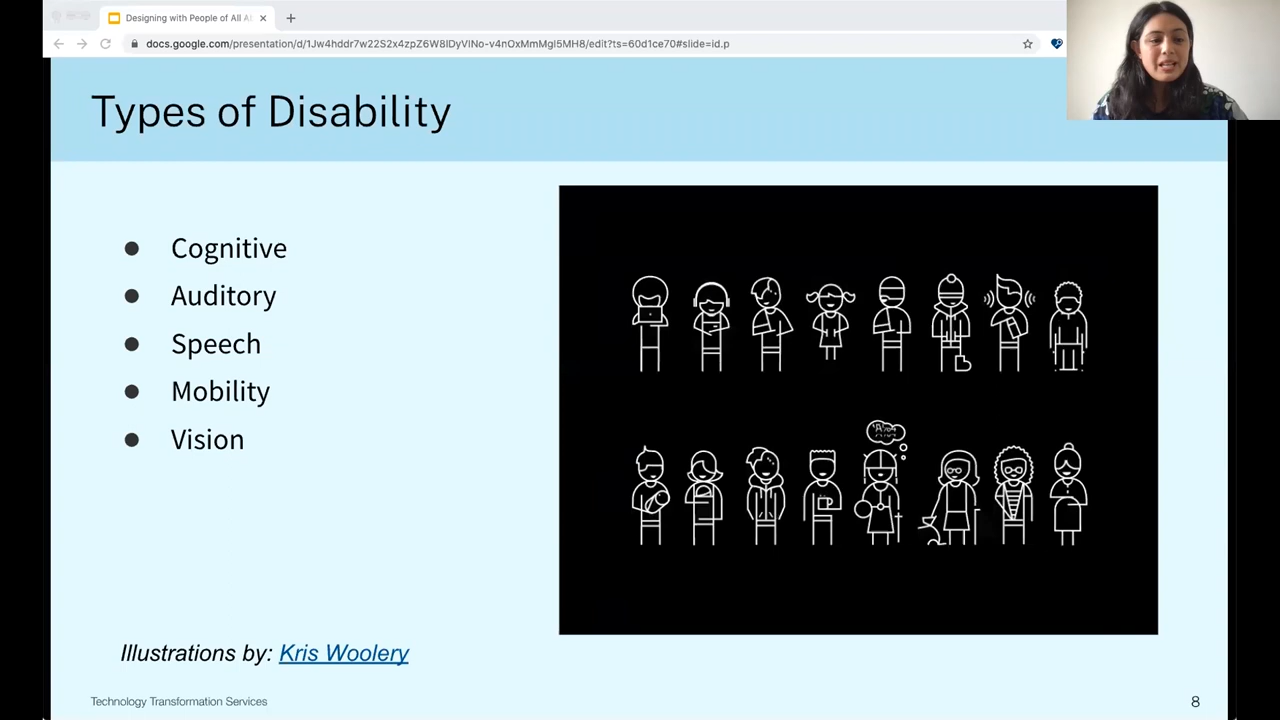 Designing with People of All A
docs.google.com/presentation/d/1Jw4hddr7w22S2x4zpZ6W8IDyVINo-v4nOxMmMgl5MH8/edit?ts=60d1ce70#slide=id.p
Types of Disability
● Cognitive
● Auditory
● Speech
● Mobility
● Vision
Illustrations by: Kris Woolery
Technology Transformation Services
8